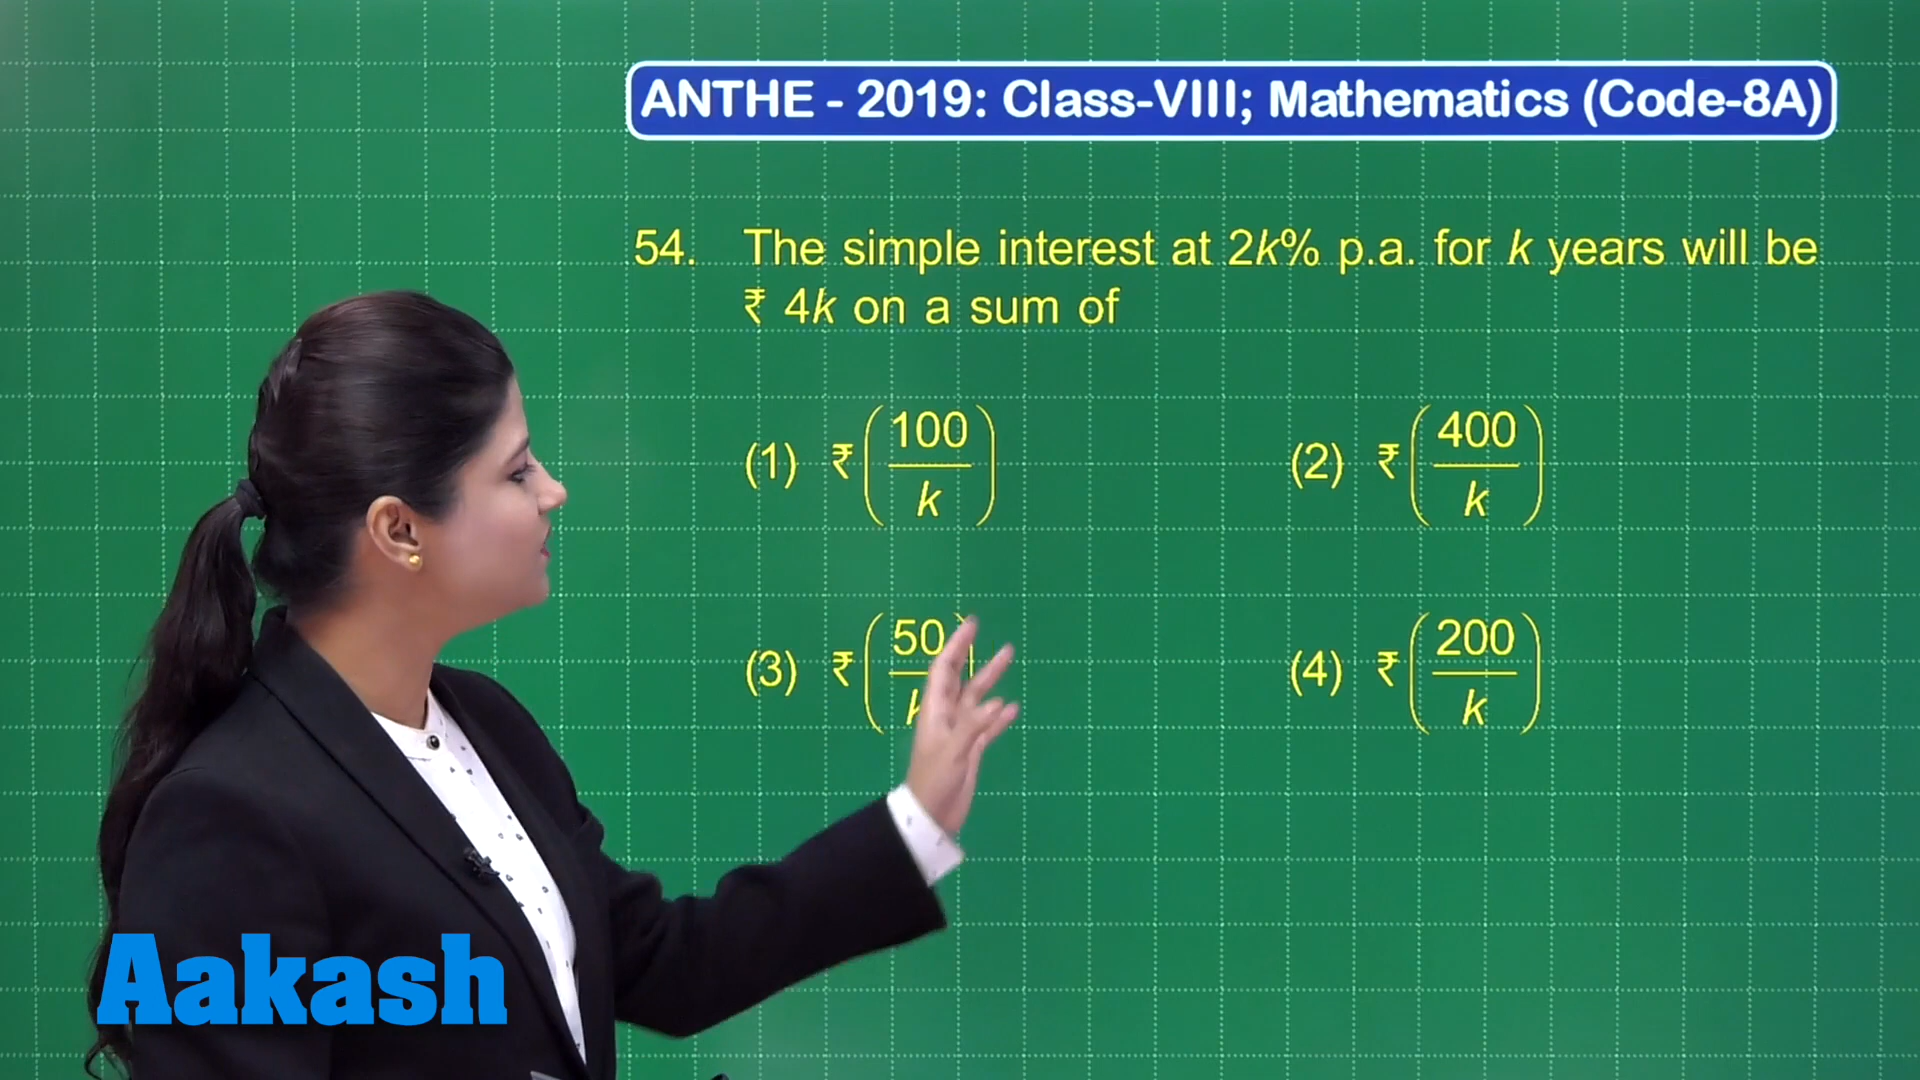 ANTHE - 2019: Class-VIII; Mathematics (Code-8A)
54. The simple interest at 2k% p.a. for k years will be
₹ 4k on a sum of
(1) ₹ (100/k) (2) ₹ (400/k)
(3) ₹ (50/k) (4) ₹ (200/k)
Aakash